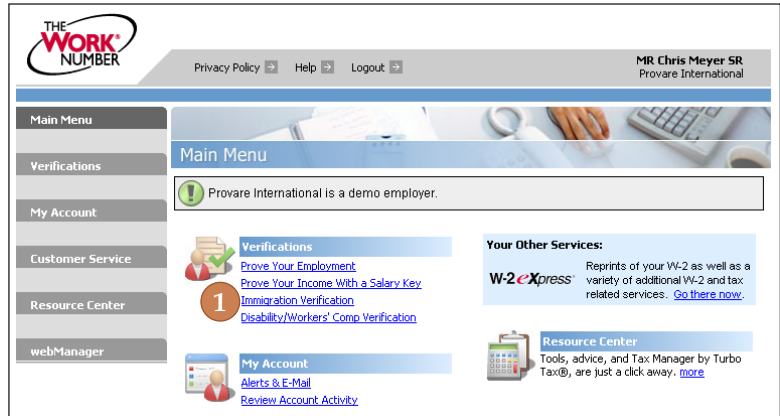 THE
WORK®
NUMBER
Privacy Policy Help Logout
MR Chris Meyer SR
Provare International
Main Menu
Verifications
My Account
Customer Service
Resource Center
webManager
Main Menu
Provare International is a demo employer.
1
Verifications
Prove Your Employment
Prove Your Income With a Salary Key
Immigration Verification
Disability/Workers' Comp Verification
My Account
Alerts & E-Mail
Review Account Activity
Your Other Services:
W-2 eXpress®
Reprints of your W-2 as well as a
variety of additional W-2 and tax
related services. Go there now.
Resource Center
Tools, advice, and Tax Manager by Turbo
Tax®, are just a click away. more